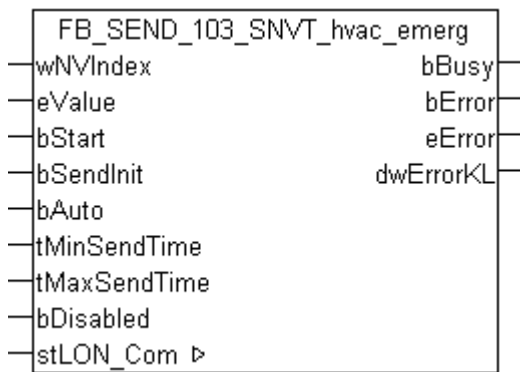 FB_SEND_103_SNVT_hvac_emerg
wNVIndex bBusy
eValue bError
bStart eError
bSendInit dwErrorKL
bAuto
tMinSendTime
tMaxSendTime
bDisabled
stLON_Com ▷